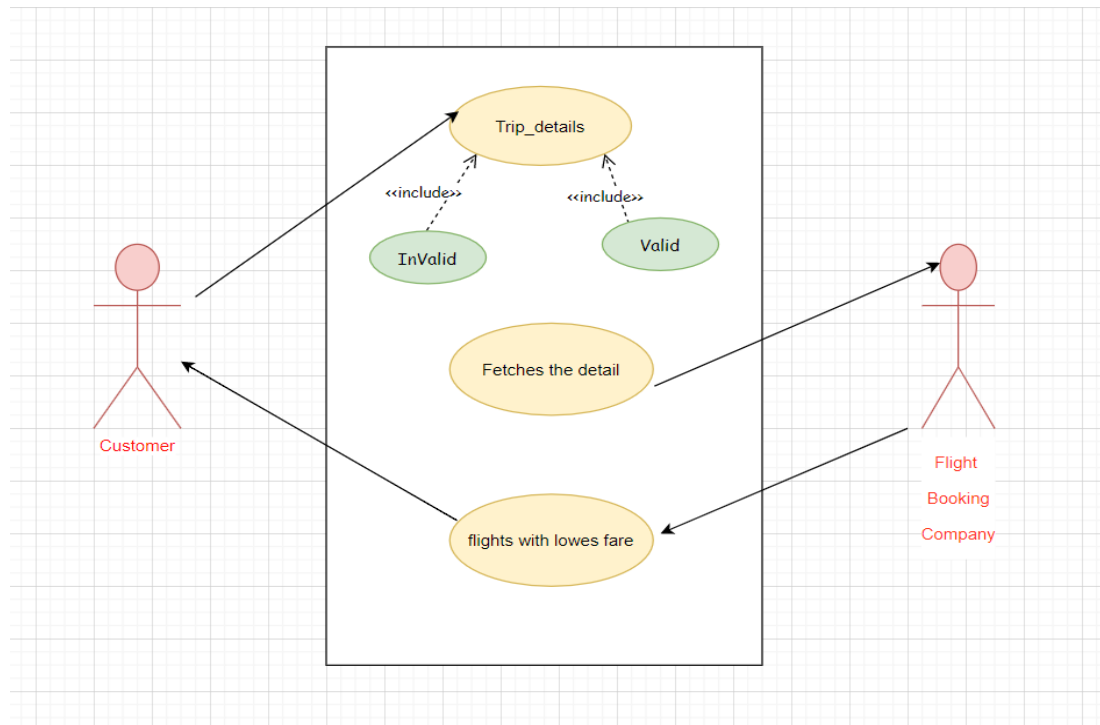 Trip_details
<<include>>
<<include>>
InValid
Valid
Fetches the detail
Customer
Flight
Booking
Company
flights with lowes fare